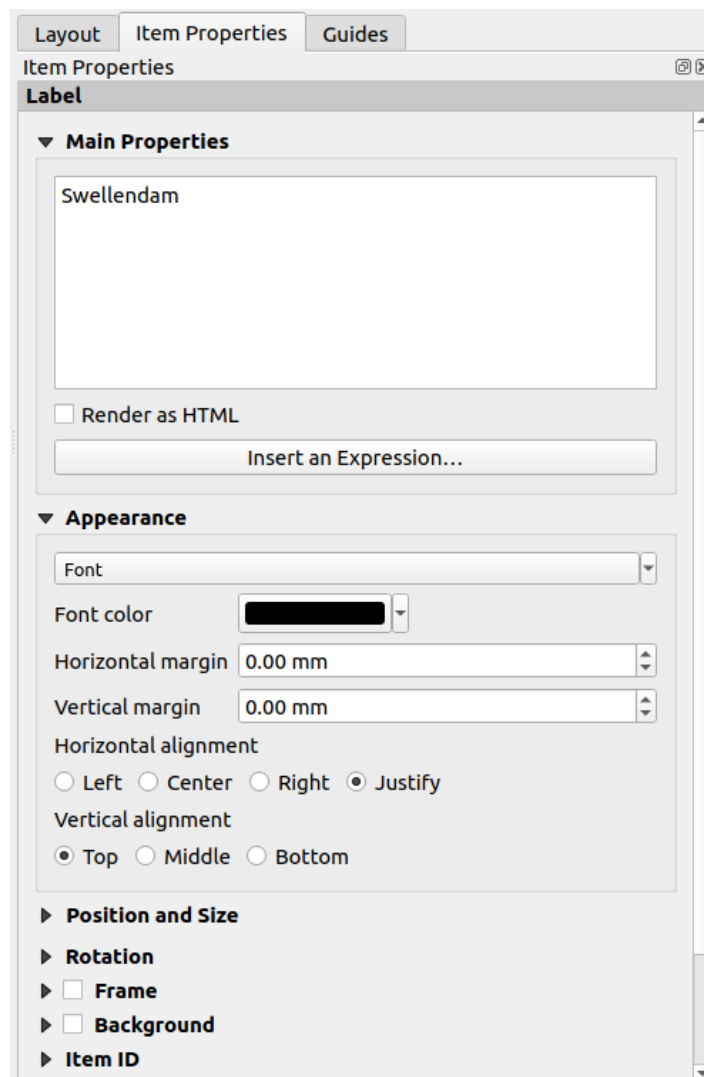 Layout Item Properties Guides
Item Properties
Label
Main Properties
Swellendam
Render as HTML
Insert an Expression...
Appearance
Font
Font color
Horizontal margin 0.00 mm
Vertical margin 0.00 mm
Horizontal alignment
Left Center Right Justify
Vertical alignment
Top Middle Bottom
Position and Size
Rotation
Frame
Background
Item ID